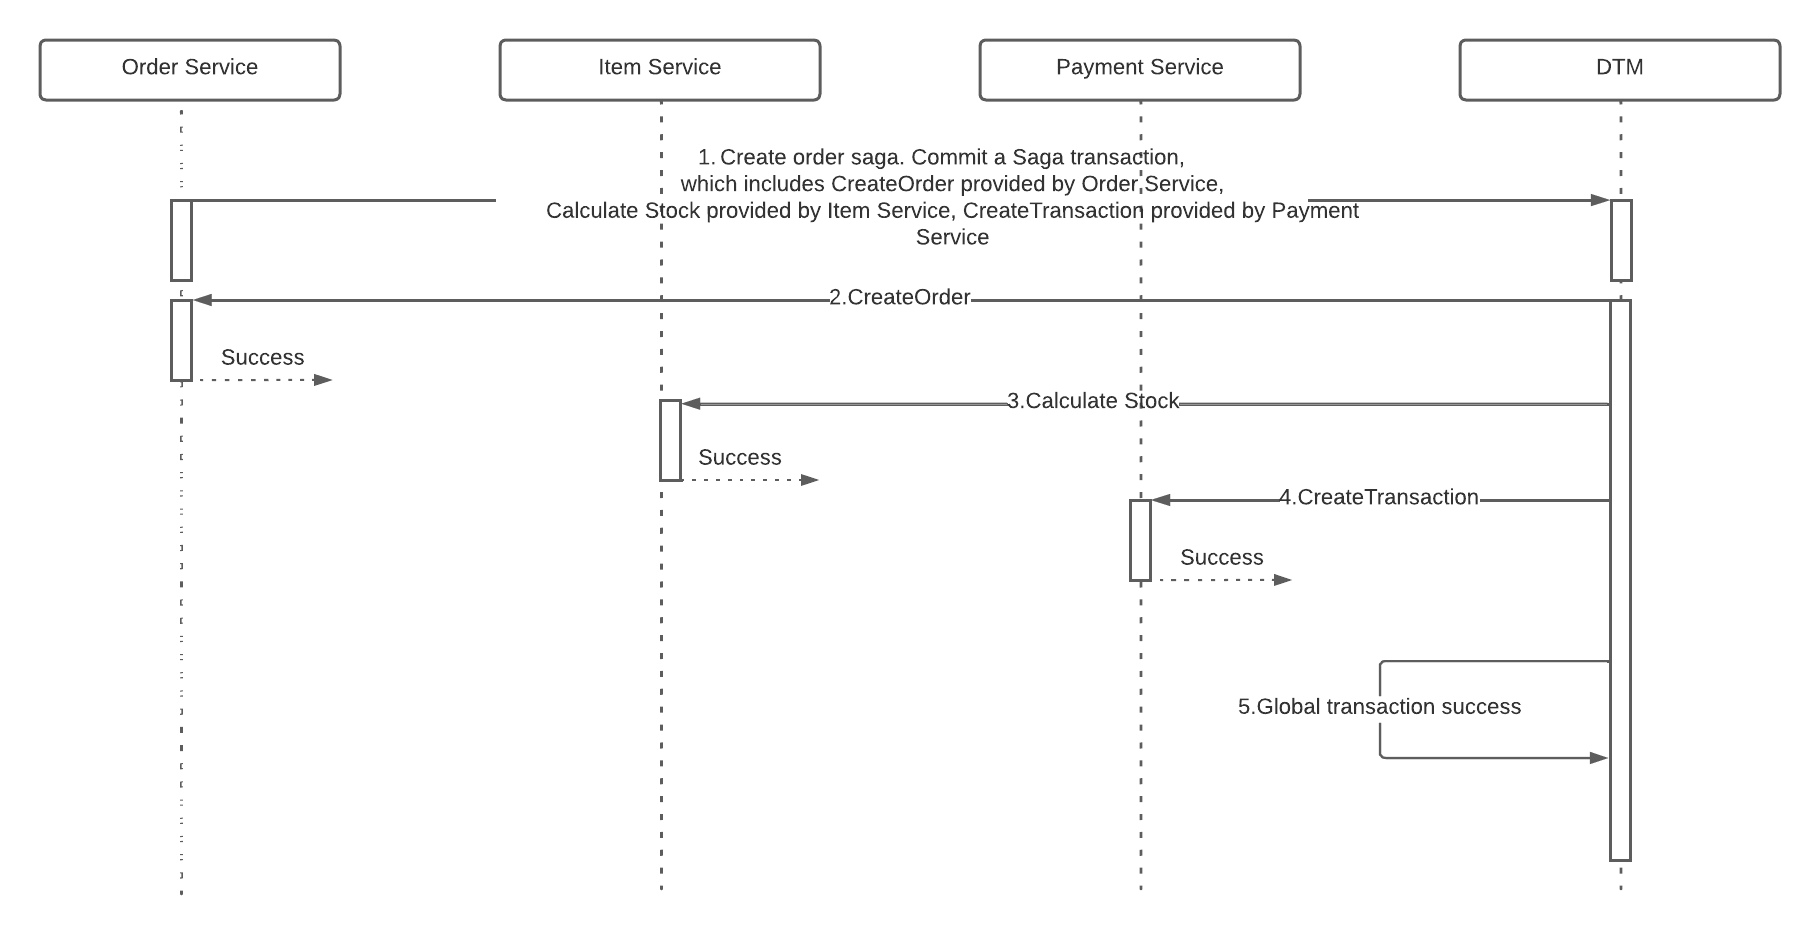 Order Service
Item Service
Payment Service
DTM
1. Create order saga. Commit a Saga transaction,
which includes CreateOrder provided by Order Service,
Calculate Stock provided by Item Service, CreateTransaction provided by Payment
Service
2.CreateOrder
Success
3.Calculate Stock
Success
4.CreateTransaction
Success
5.Global transaction success